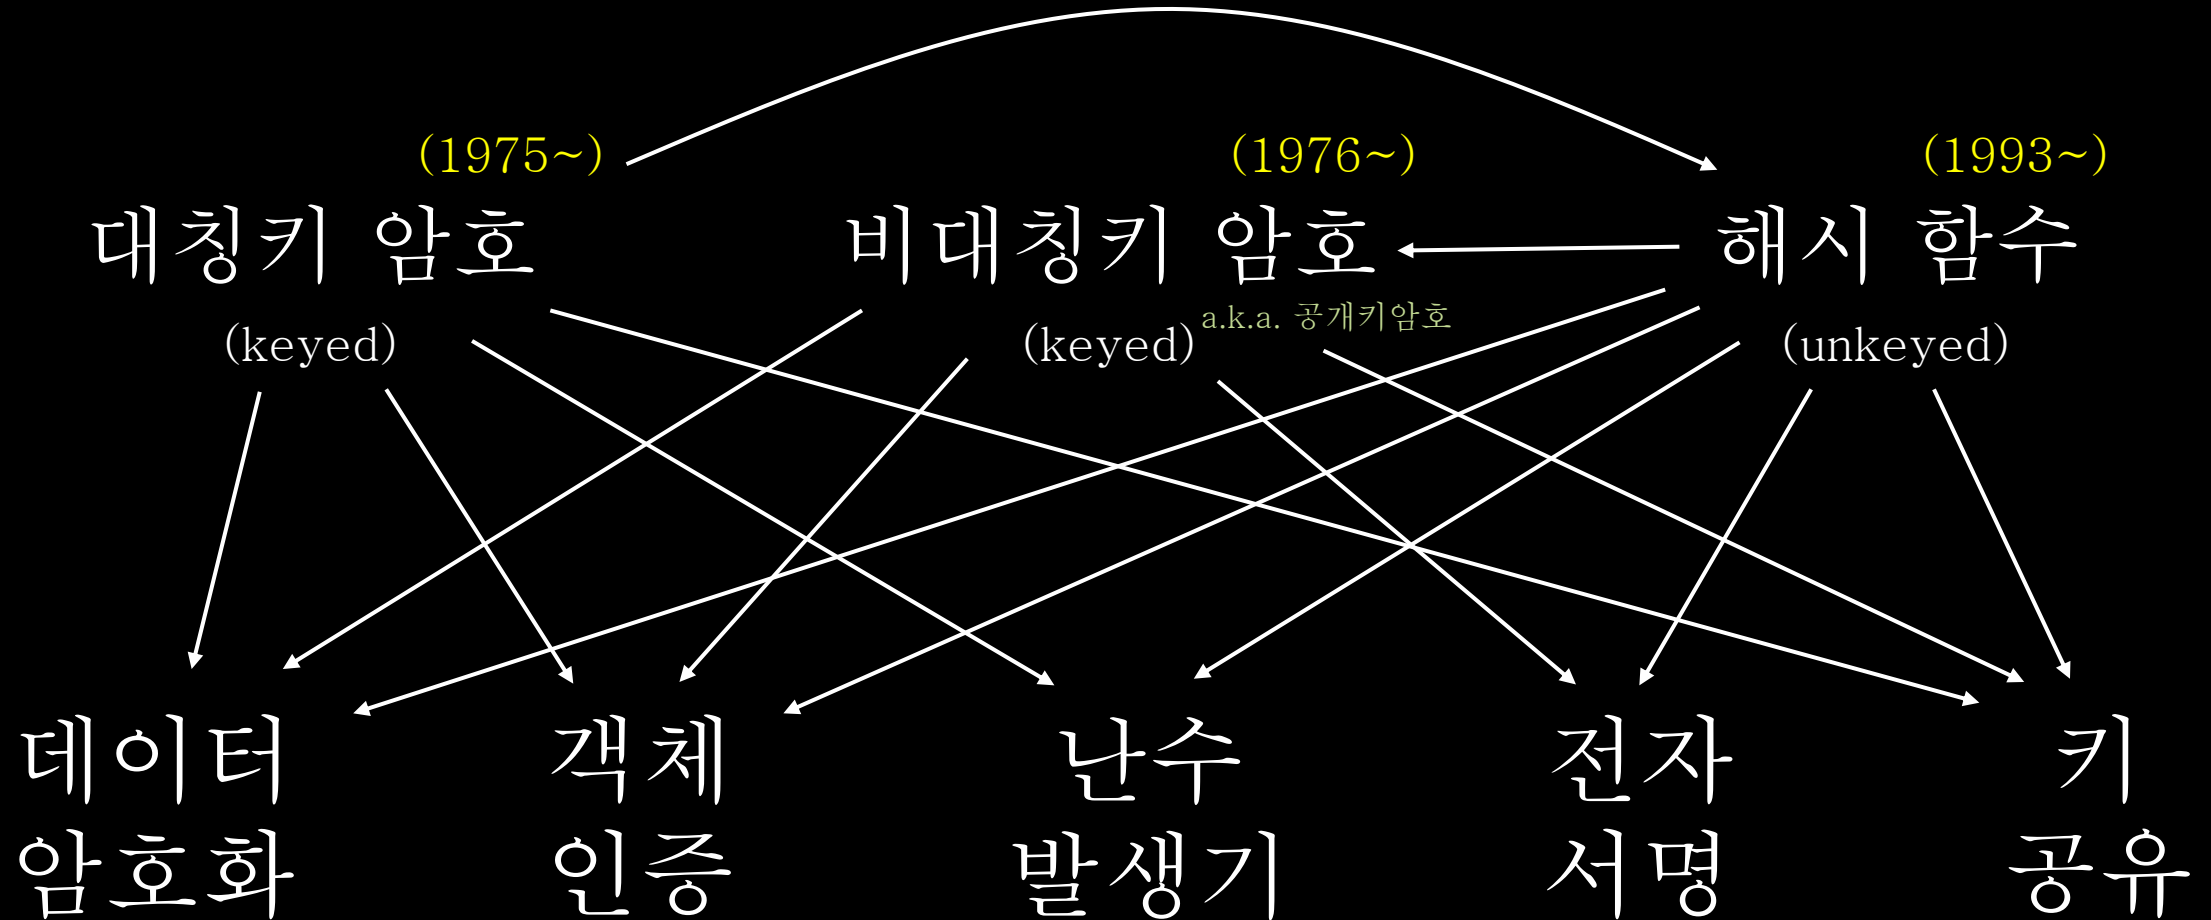 (1975~) (1976~) (1993~)
대칭키 암호 비대칭키 암호 해시 함수
(keyed) (keyed) a.k.a. 공개키암호 (unkeyed)
데이터 객체 난수 전자 키
암호화 인증 발생기 서명 공유